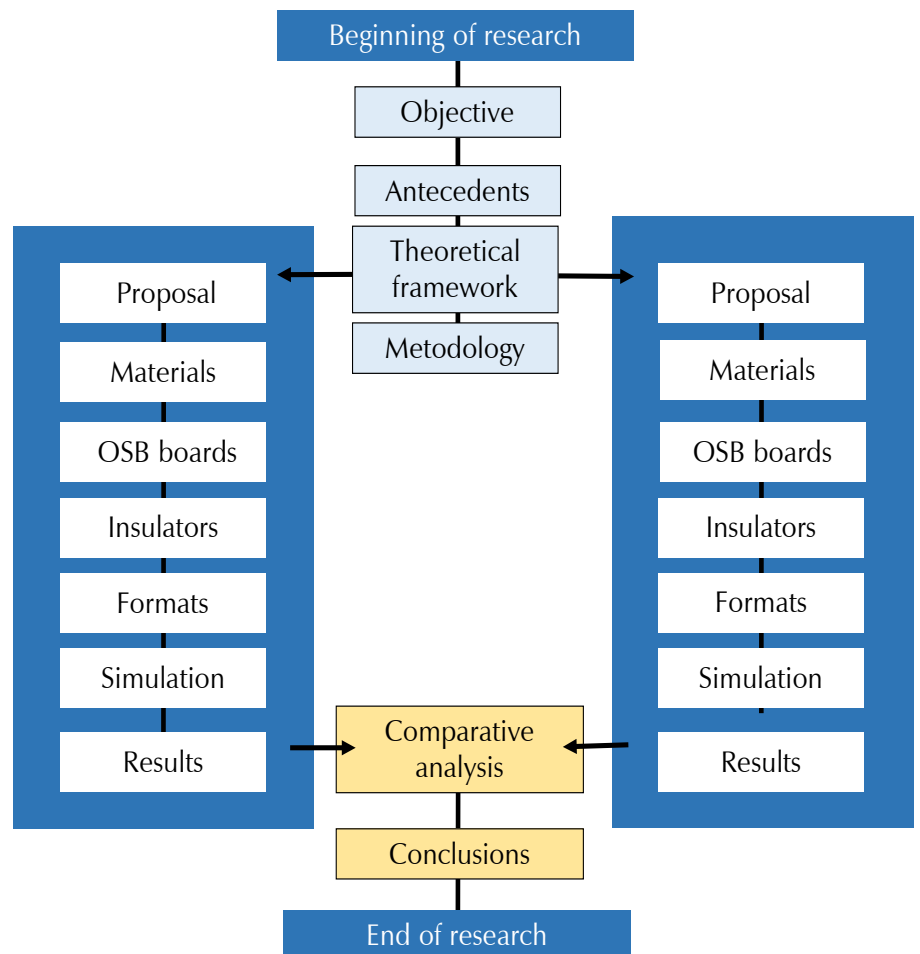 Beginning of research
Objective
Antecedents
Theoretical
framework
Metodology
Proposal
Materials
OSB boards
Insulators
Formats
Simulation
Results
Proposal
Materials
OSB boards
Insulators
Formats
Simulation
Results
Comparative
analysis
Conclusions
End of research